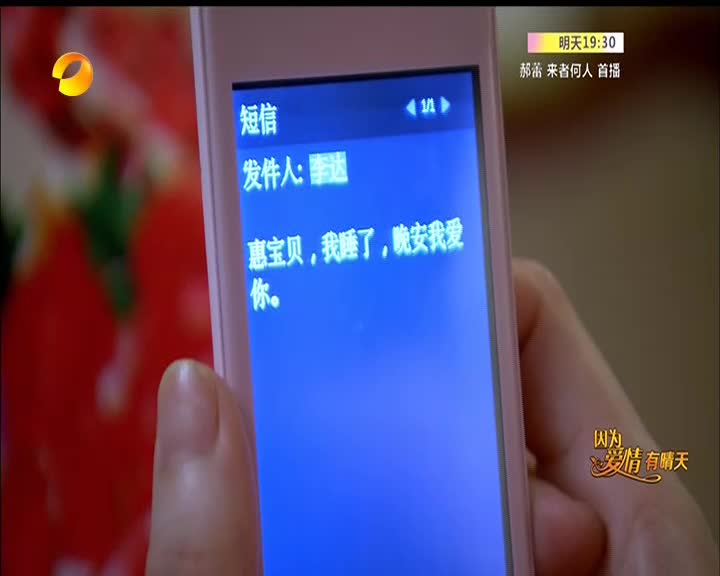 明天19:30
郝蕾 来者何人 首播
短信
1/1
发件人: 李达
惠宝贝，我睡了，晚安我爱
你。
因为
爱情有晴天